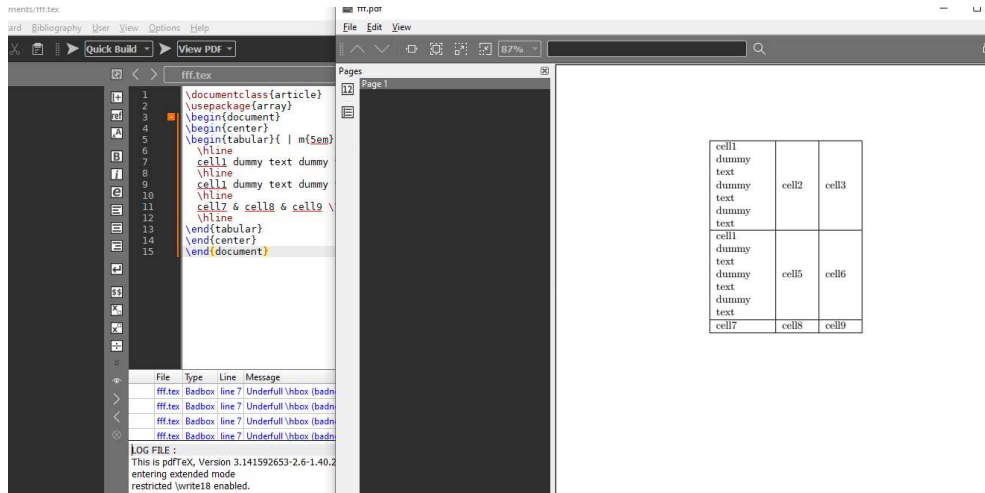 ments/fff.tex
ard Bibliography User View Options Help
Quick Build View PDF
fff.tex
1 \documentclass{article}
2 \usepackage{array}
3 \begin{document}
4 \begin{center}
5 \begin{tabular}{ | m{5em}
6 \hline
7 cell1 dummy text dummy
8 \hline
9 cell1 dummy text dummy
10 \hline
11 cell7 & cell8 & cell9 \
12 \hline
13 \end{tabular}
14 \end{center}
15 \end{document}
File Type Line Message
fff.tex Badbox line 7 Underfull \hbox (badn
fff.tex Badbox line 7 Underfull \hbox (badn
fff.tex Badbox line 7 Underfull \hbox (badn
fff.tex Badbox line 7 Underfull \hbox (badn
LOG FILE :
This is pdfTeX, Version 3.141592653-2.6-1.40.2
entering extended mode
restricted \write18 enabled.
fff.pdf
File Edit View
87%
Pages
Page 1
cell1
dummy
text
dummy cell2 cell3
text
dummy
text
cell1
dummy
text
dummy cell5 cell6
text
dummy
text
cell7 cell8 cell9